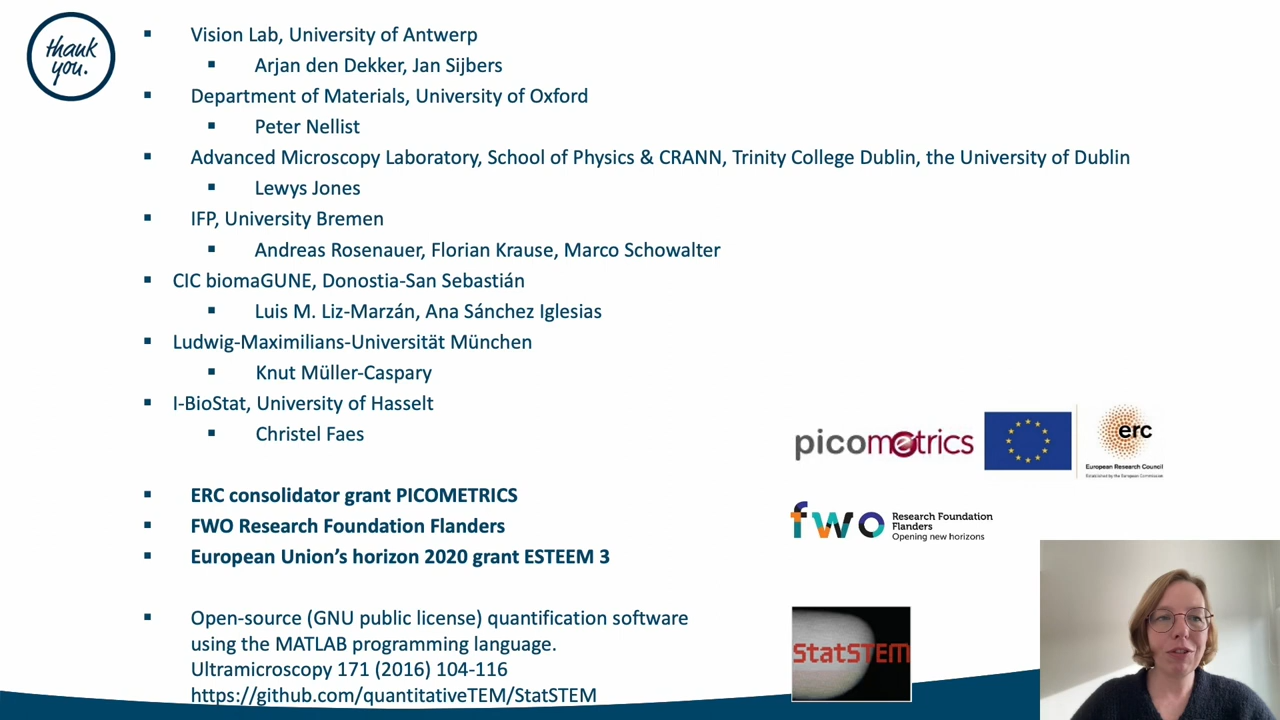 thank
you.
▪ Vision Lab, University of Antwerp
▪ Arjan den Dekker, Jan Sijbers
▪ Department of Materials, University of Oxford
▪ Peter Nellist
▪ Advanced Microscopy Laboratory, School of Physics & CRANN, Trinity College Dublin, the University of Dublin
▪ Lewys Jones
▪ IFP, University Bremen
▪ Andreas Rosenauer, Florian Krause, Marco Schowalter
▪ CIC biomaGUNE, Donostia-San Sebastián
▪ Luis M. Liz-Marzán, Ana Sánchez Iglesias
▪ Ludwig-Maximilians-Universität München
▪ Knut Müller-Caspary
▪ I-BioStat, University of Hasselt
▪ Christel Faes
▪ ERC consolidator grant PICOMETRICS
▪ FWO Research Foundation Flanders
▪ European Union’s horizon 2020 grant ESTEEM 3
▪ Open-source (GNU public license) quantification software
using the MATLAB programming language.
Ultramicroscopy 171 (2016) 104-116
https://github.com/quantitativeTEM/StatSTEM
picometrics
erc
European Research Council
Established by the European Commission
fwo
Research Foundation
Flanders
Opening new horizons
StatSTEM